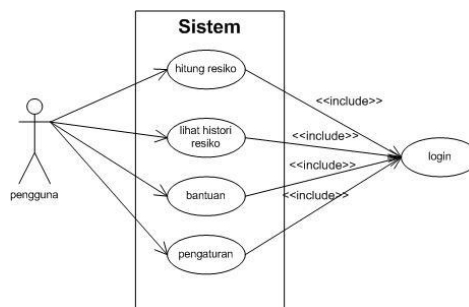 Sistem
hitung resiko
<<include>>
lihat histori
resiko
<<include>>
login
<<include>>
bantuan
<<include>>
pengguna
pengaturan